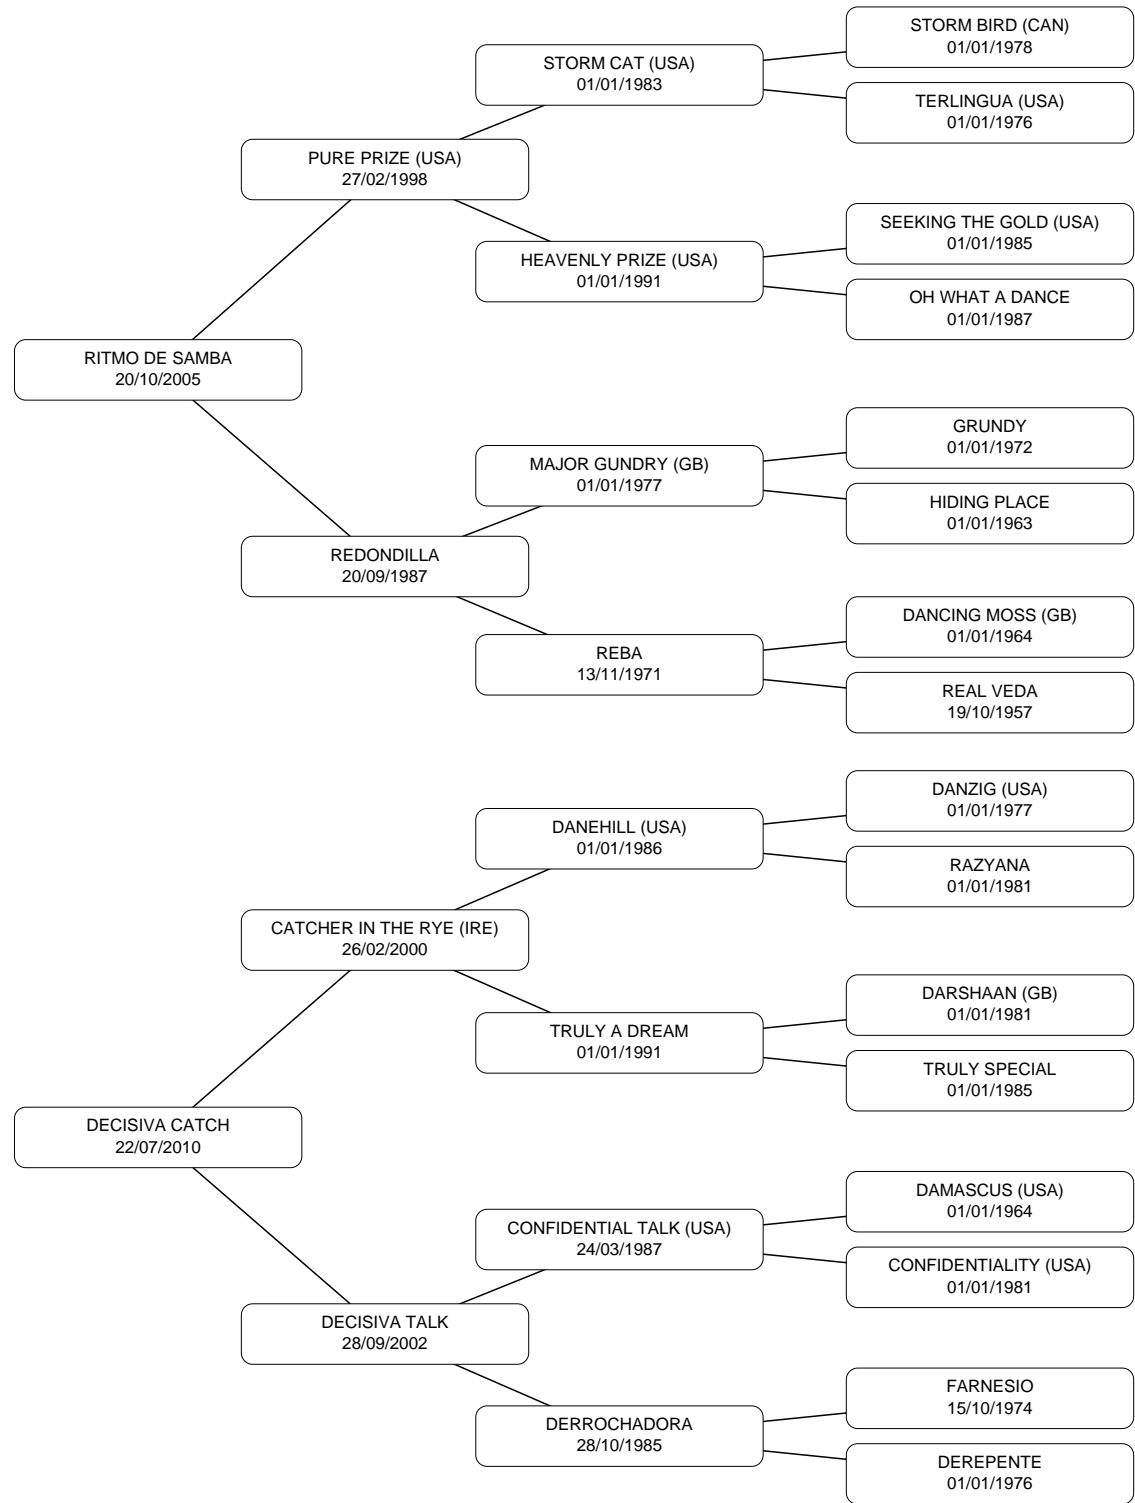 STORM BIRD (CAN)
01/01/1978
STORM CAT (USA)
01/01/1983
TERLINGUA (USA)
01/01/1976
PURE PRIZE (USA)
27/02/1998
SEEKING THE GOLD (USA)
01/01/1985
HEAVENLY PRIZE (USA)
01/01/1991
OH WHAT A DANCE
01/01/1987
RITMO DE SAMBA
20/10/2005
GRUNDY
01/01/1972
MAJOR GUNDRY (GB)
01/01/1977
HIDING PLACE
01/01/1963
REDONDILLA
20/09/1987
DANCING MOSS (GB)
01/01/1964
REBA
13/11/1971
REAL VEDA
19/10/1957
DANZIG (USA)
01/01/1977
DANEHILL (USA)
01/01/1986
RAZYANA
01/01/1981
CATCHER IN THE RYE (IRE)
26/02/2000
DARSHAAN (GB)
01/01/1981
TRULY A DREAM
01/01/1991
TRULY SPECIAL
01/01/1985
DECISIVA CATCH
22/07/2010
DAMASCUS (USA)
01/01/1964
CONFIDENTIAL TALK (USA)
24/03/1987
CONFIDENTIALITY (USA)
01/01/1981
DECISIVA TALK
28/09/2002
FARNESIO
15/10/1974
DERROCHADORA
28/10/1985
DEREPENTE
01/01/1976